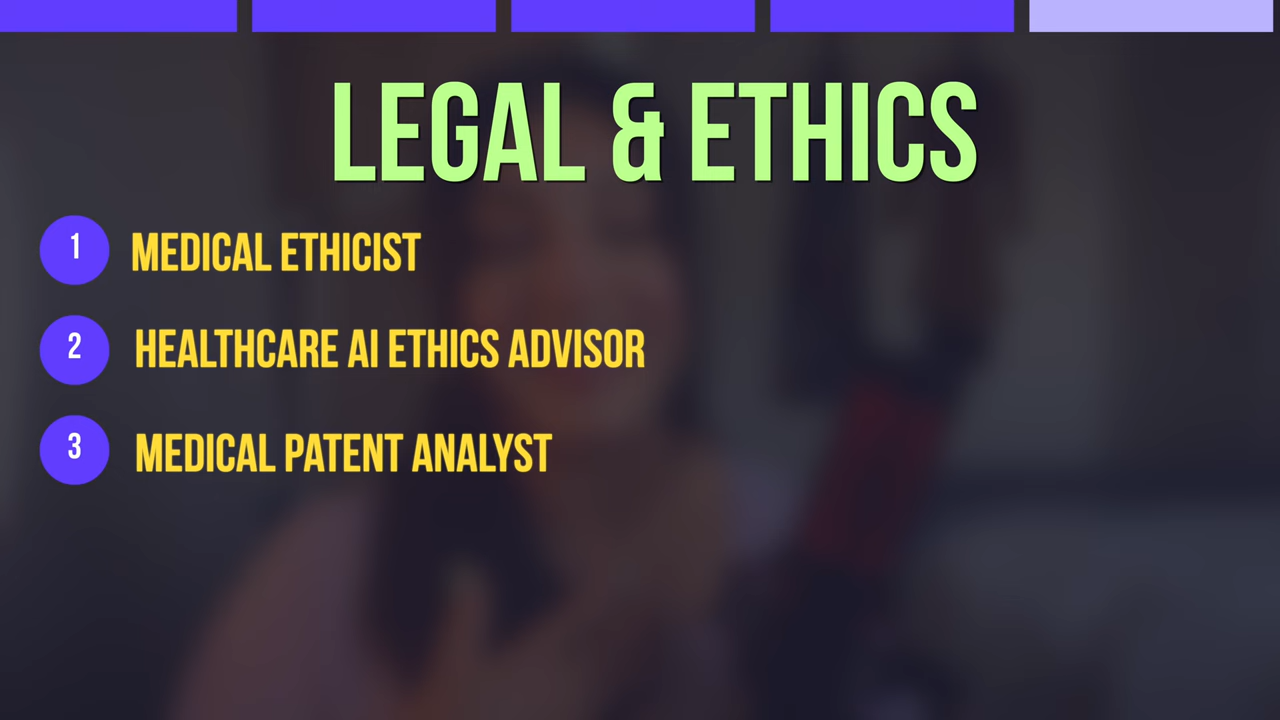 LEGAL & ETHICS
1 MEDICAL ETHICIST
2 HEALTHCARE AI ETHICS ADVISOR
3 MEDICAL PATENT ANALYST